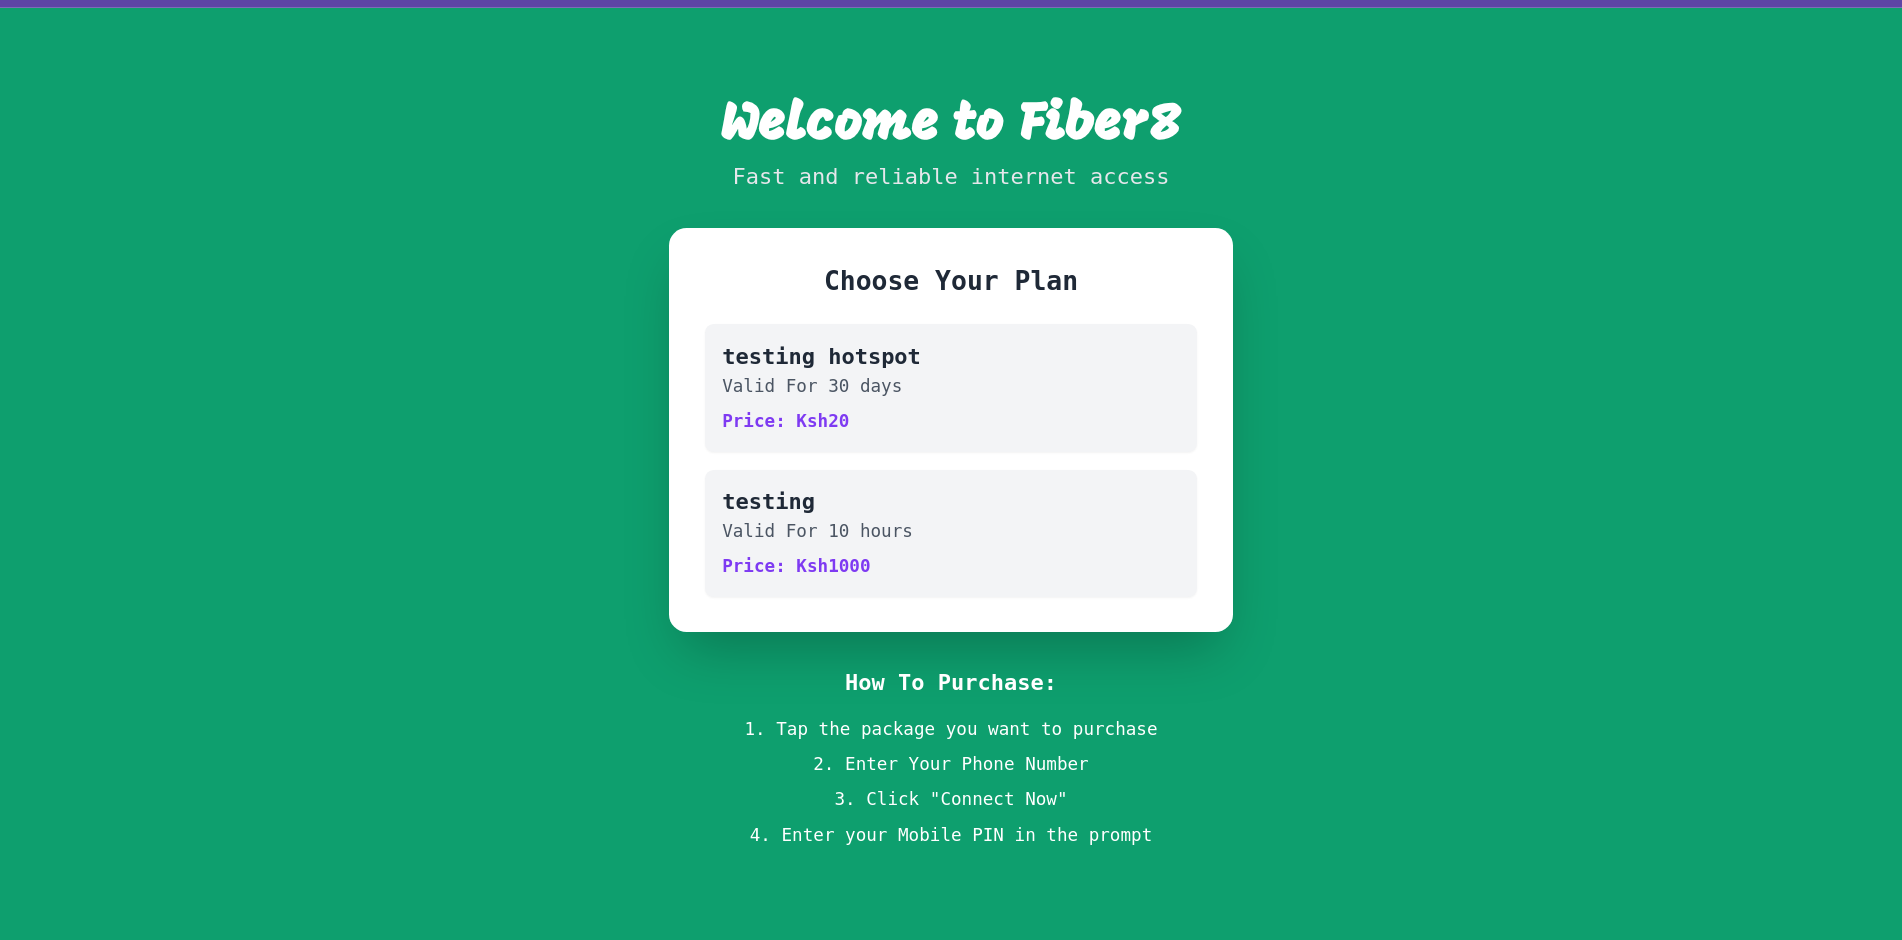 Welcome to Fiber8
Fast and reliable internet access
Choose Your Plan
testing hotspot
Valid For 30 days
Price: Ksh20
testing
Valid For 10 hours
Price: Ksh1000
How To Purchase:
1. Tap the package you want to purchase
2. Enter Your Phone Number
3. Click "Connect Now"
4. Enter your Mobile PIN in the prompt